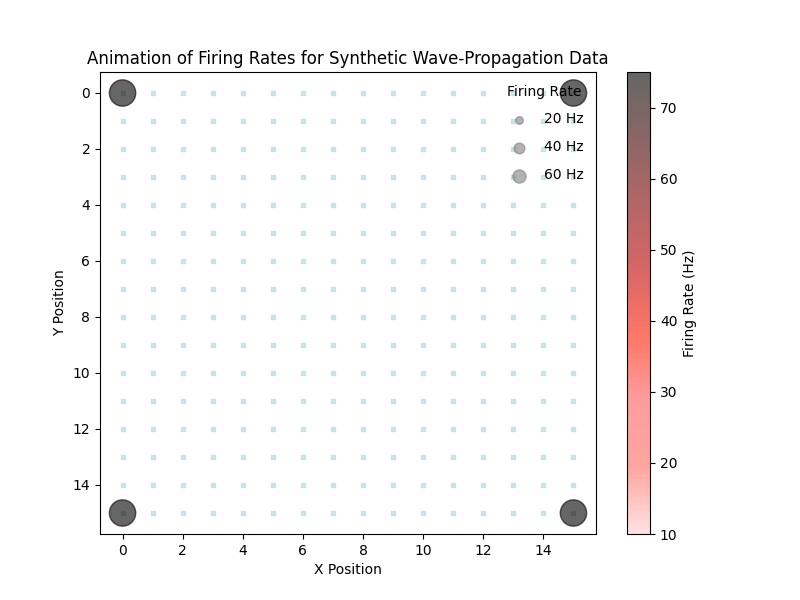 Animation of Firing Rates for Synthetic Wave-Propagation Data
Firing Rate
20 Hz
40 Hz
60 Hz
0
2
4
6
8
10
12
14
Y Position
0 2 4 6 8 10 12 14
X Position
70
60
50
40
30
20
10
Firing Rate (Hz)